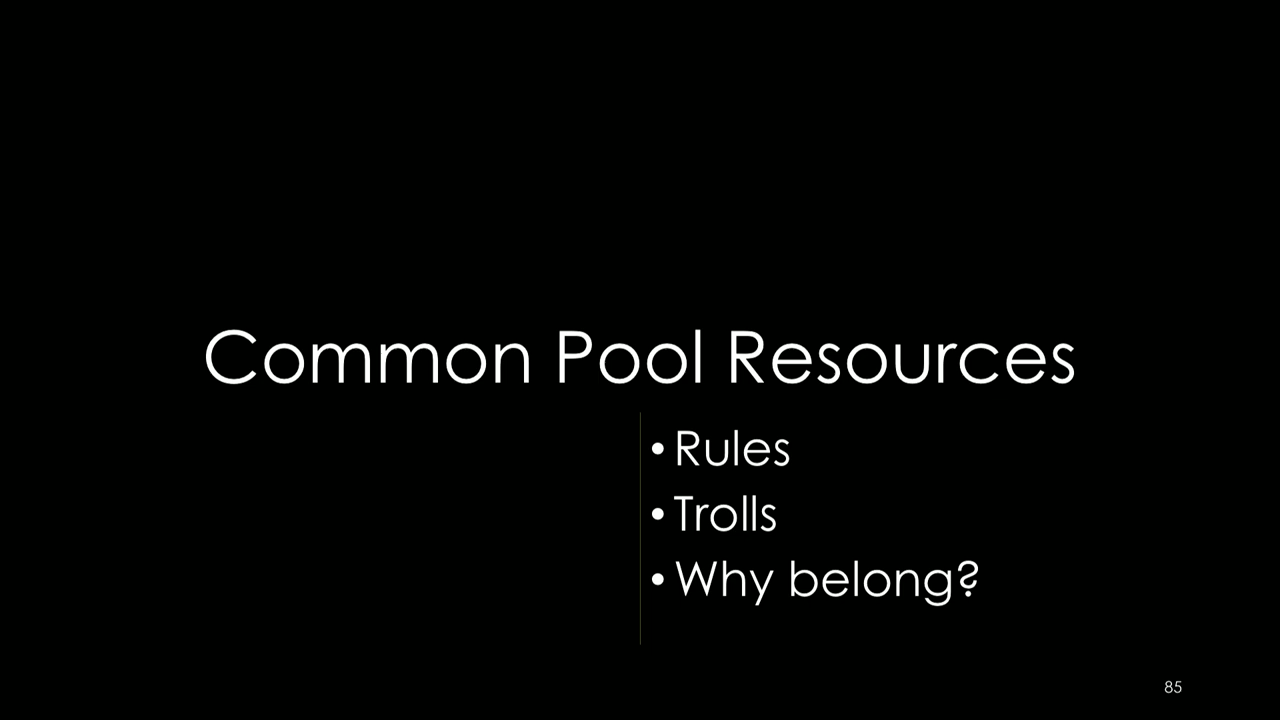 Common Pool Resources
• Rules
• Trolls
• Why belong?
85